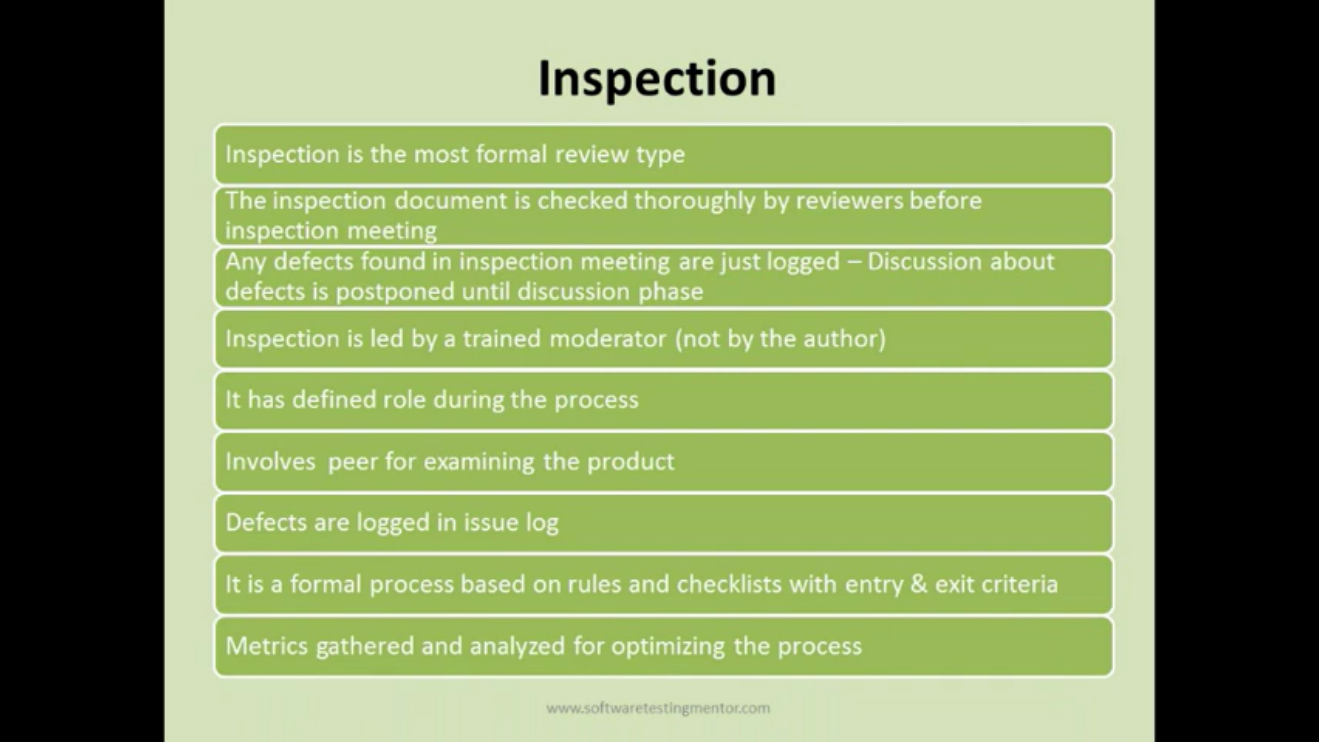 Inspection
Inspection is the most formal review type
The inspection document is checked thoroughly by reviewers before
inspection meeting
Any defects found in inspection meeting are just logged – Discussion about
defects is postponed until discussion phase
Inspection is led by a trained moderator (not by the author)
It has defined role during the process
Involves peer for examining the product
Defects are logged in issue log
It is a formal process based on rules and checklists with entry & exit criteria
Metrics gathered and analyzed for optimizing the process
www.softwaretestingmentor.com